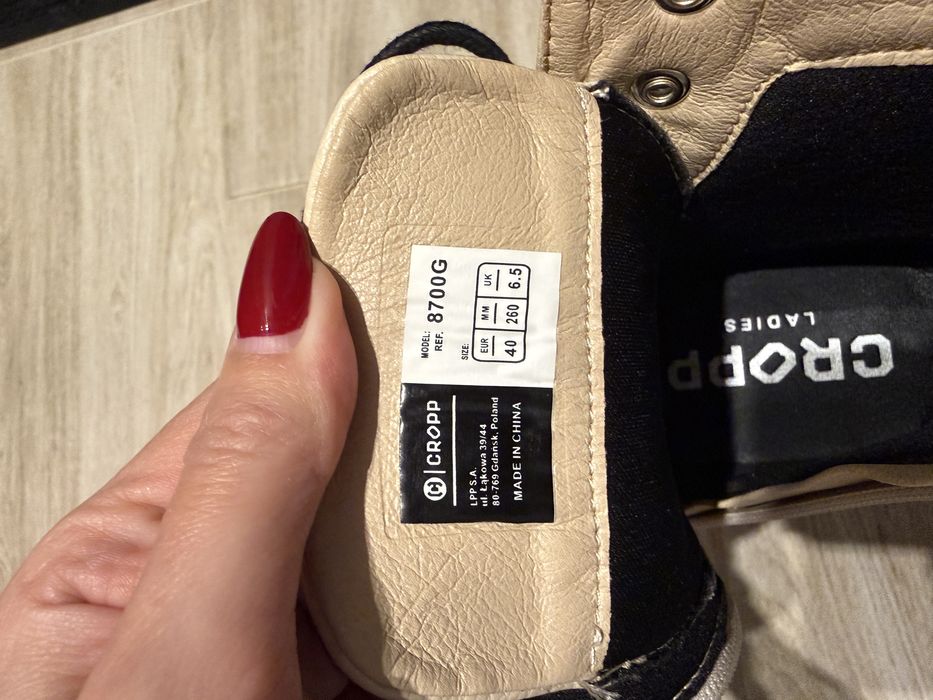 MODEL:
REF. 8700G
SIZE:
EUR MM UK
40 260 6.5
C CROPP
LPP S.A.
ul. Łąkowa 39/44
80-769 Gdansk, Poland
MADE IN CHINA
CROPP
LADIES